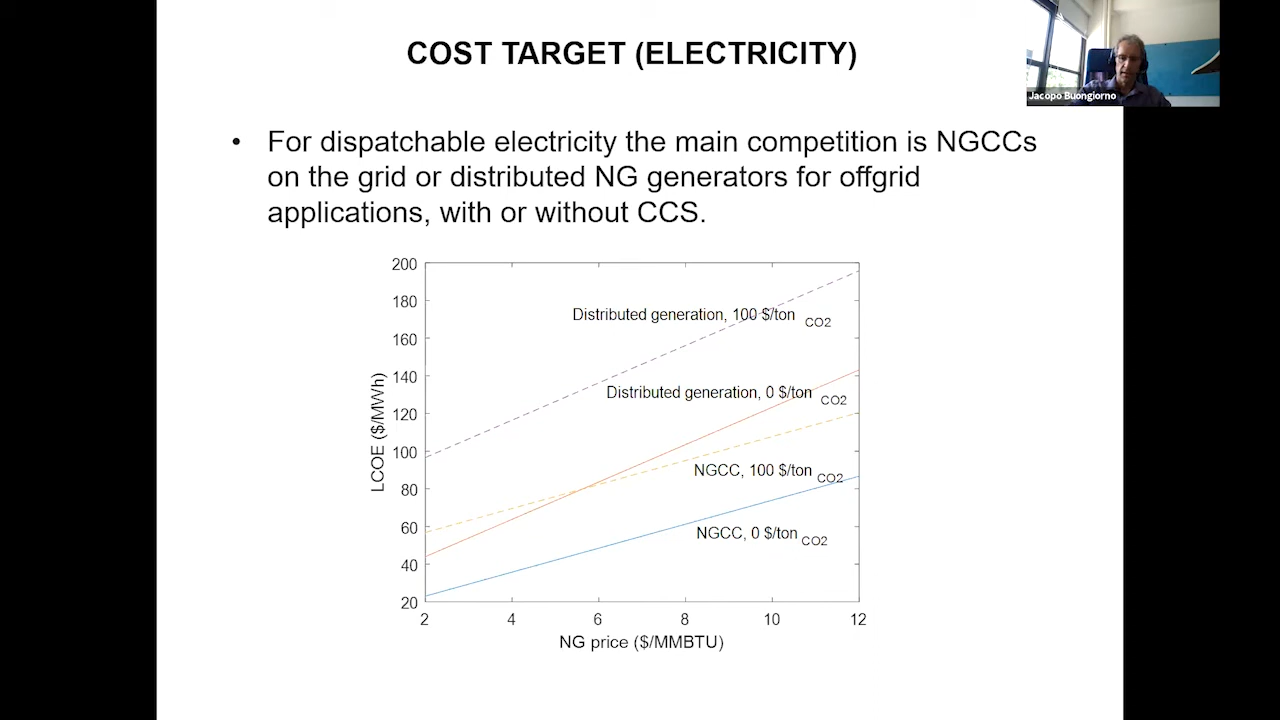 COST TARGET (ELECTRICITY)
Jacopo Buongiorno
• For dispatchable electricity the main competition is NGCCs
on the grid or distributed NG generators for offgrid
applications, with or without CCS.
200
180
160
140
120
100
80
60
40
20
LCOE ($/MWh)
Distributed generation, 100 $/ton CO2
Distributed generation, 0 $/ton CO2
NGCC, 100 $/ton CO2
NGCC, 0 $/ton CO2
2 4 6 8 10 12
NG price ($/MMBTU)